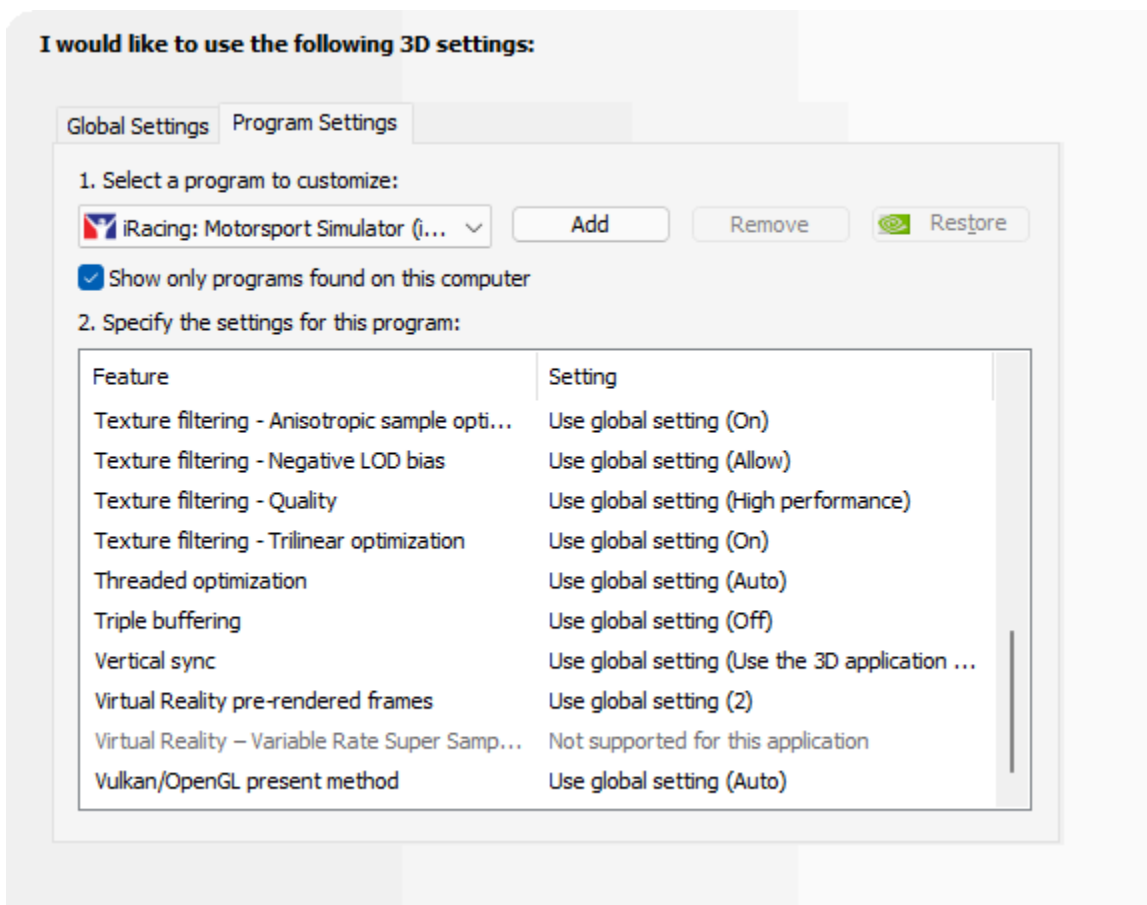 I would like to use the following 3D settings:
Global Settings Program Settings
1. Select a program to customize:
iRacing: Motorsport Simulator (i... Add Remove Restore
Show only programs found on this computer
2. Specify the settings for this program:
Feature Setting
Texture filtering - Anisotropic sample opti... Use global setting (On)
Texture filtering - Negative LOD bias Use global setting (Allow)
Texture filtering - Quality Use global setting (High performance)
Texture filtering - Trilinear optimization Use global setting (On)
Threaded optimization Use global setting (Auto)
Triple buffering Use global setting (Off)
Vertical sync Use global setting (Use the 3D application ...
Virtual Reality pre-rendered frames Use global setting (2)
Virtual Reality – Variable Rate Super Samp... Not supported for this application
Vulkan/OpenGL present method Use global setting (Auto)